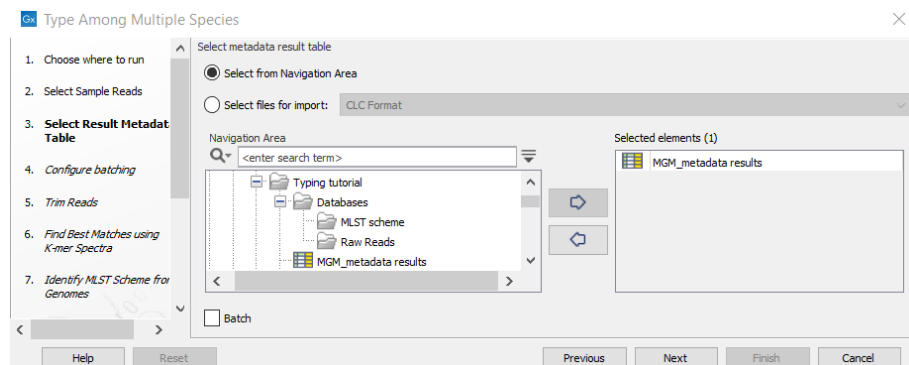 Gx Type Among Multiple Species
1. Choose where to run
2. Select Sample Reads
3. Select Result Metadat
Table
4. Configure batching
5. Trim Reads
6. Find Best Matches using
K-mer Spectra
7. Identify MLST Scheme from
Genomes
Select metadata result table
Select from Navigation Area
Select files for import: CLC Format
Navigation Area
<enter search term>
Typing tutorial
Databases
MLST scheme
Raw Reads
MGM_metadata results
Selected elements (1)
MGM_metadata results
Batch
Help Reset Previous Next Finish Cancel